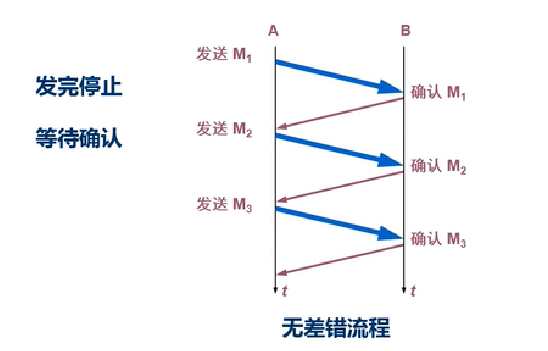 A
B
发送 M₁
发完停止
确认 M₁
等待确认
发送 M₂
确认 M₂
发送 M₃
确认 M₃
t
t
无差错流程